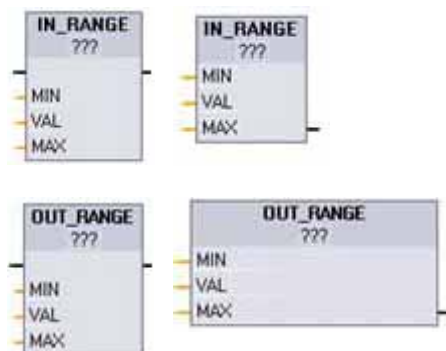 IN_RANGE
???
MIN
VAL
MAX
IN_RANGE
???
MIN
VAL
MAX
OUT_RANGE
???
MIN
VAL
MAX
OUT_RANGE
???
MIN
VAL
MAX